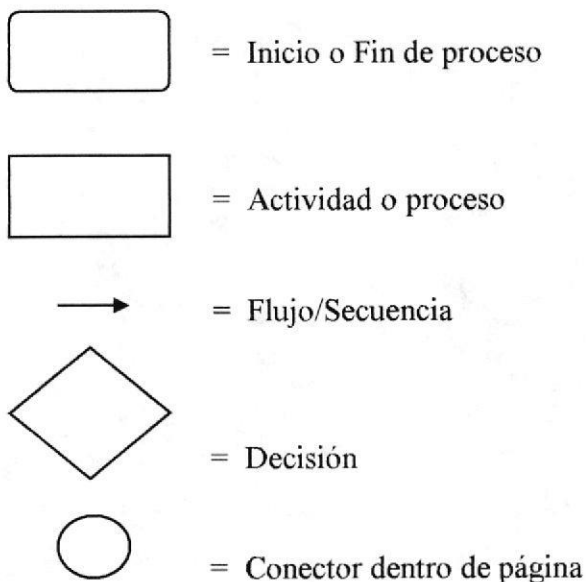 = Inicio o Fin de proceso
= Actividad o proceso
= Flujo/Secuencia
= Decisión
= Conector dentro de página